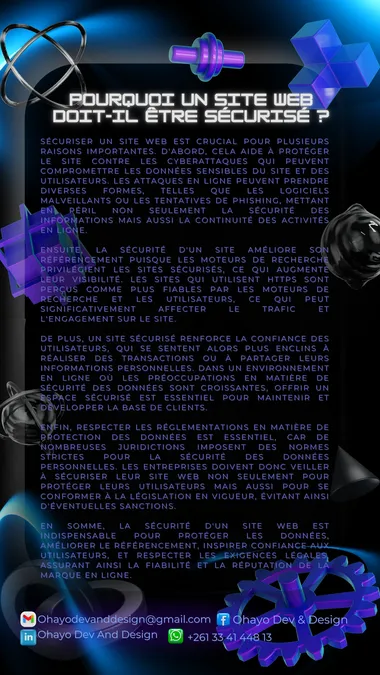 POURQUOI UN SITE WEB
DOIT-IL ÊTRE SÉCURISÉ ?
SÉCURISER UN SITE WEB EST CRUCIAL POUR PLUSIEURS
RAISONS IMPORTANTES. D'ABORD, CELA AIDE À PROTÉGER
LE SITE CONTRE LES CYBERATTAQUES QUI PEUVENT
COMPROMETTRE LES DONNÉES SENSIBLES DU SITE ET DES
UTILISATEURS. LES ATTAQUES EN LIGNE PEUVENT PRENDRE
DIVERSES FORMES, TELLES QUE LES LOGICIELS
MALVEILLANTS OU LES TENTATIVES DE PHISHING, METTANT
EN PÉRIL NON SEULEMENT LA SÉCURITÉ DES
INFORMATIONS MAIS AUSSI LA CONTINUITÉ DES ACTIVITÉS
EN LIGNE.
ENSUITE, LA SÉCURITÉ D'UN SITE AMÉLIORE SON
RÉFÉRENCEMENT PUISQUE LES MOTEURS DE RECHERCHE
PRIVILÉGIENT LES SITES SÉCURISÉS, CE QUI AUGMENTE
LEUR VISIBILITÉ. LES SITES QUI UTILISENT HTTPS SONT
PERÇUS COMME PLUS FIABLES PAR LES MOTEURS DE
RECHERCHE ET LES UTILISATEURS, CE QUI PEUT
SIGNIFICATIVEMENT AFFECTER LE TRAFIC ET
L'ENGAGEMENT SUR LE SITE.
DE PLUS, UN SITE SÉCURISÉ RENFORCE LA CONFIANCE DES
UTILISATEURS, QUI SE SENTENT ALORS PLUS ENCLINS À
RÉALISER DES TRANSACTIONS OU À PARTAGER LEURS
INFORMATIONS PERSONNELLES. DANS UN ENVIRONNEMENT
EN LIGNE OÙ LES PRÉOCCUPATIONS EN MATIÈRE DE
SÉCURITÉ DES DONNÉES SONT CROISSANTES, OFFRIR UN
ESPACE SÉCURISÉ EST ESSENTIEL POUR MAINTENIR ET
DÉVELOPPER LA BASE DE CLIENTS.
ENFIN, RESPECTER LES RÉGLEMENTATIONS EN MATIÈRE DE
PROTECTION DES DONNÉES EST ESSENTIEL, CAR DE
NOMBREUSES JURIDICTIONS IMPOSENT DES NORMES
STRICTES POUR LA SÉCURITÉ DES DONNÉES
PERSONNELLES. LES ENTREPRISES DOIVENT DONC VEILLER
À SÉCURISER LEUR SITE WEB NON SEULEMENT POUR
PROTÉGER LEURS UTILISATEURS MAIS AUSSI POUR SE
CONFORMER À LA LÉGISLATION EN VIGUEUR, ÉVITANT AINSI
D'ÉVENTUELLES SANCTIONS.
EN SOMME, LA SÉCURITÉ D'UN SITE WEB EST
INDISPENSABLE POUR PROTÉGER LES DONNÉES,
AMÉLIORER LE RÉFÉRENCEMENT, INSPIRER CONFIANCE AUX
UTILISATEURS, ET RESPECTER LES EXIGENCES LÉGALES,
ASSURANT AINSI LA FIABILITÉ ET LA RÉPUTATION DE LA
MARQUE EN LIGNE.
Ohayodevanddesign@gmail.com
Ohayo Dev & Design
Ohayo Dev And Design
+261 33 41 448 13